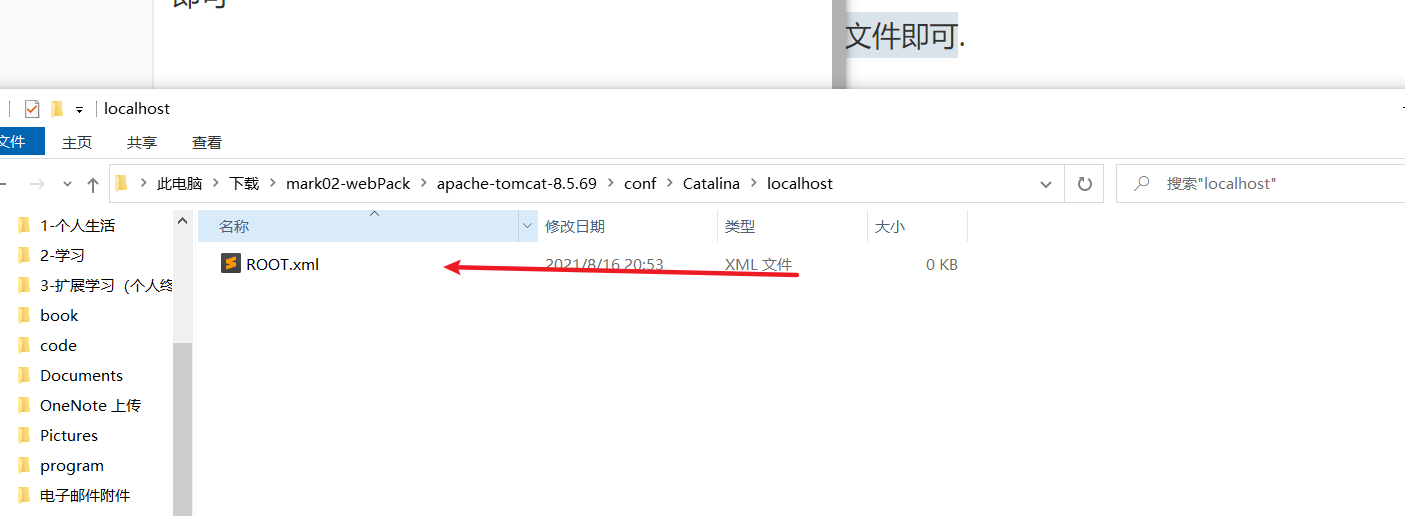 即可
文件即可.
localhost
文件 主页 共享 查看
此电脑 下载 mark02-webPack apache-tomcat-8.5.69 conf Catalina localhost 搜索"localhost"
名称 修改日期 类型 大小
ROOT.xml 2021/8/16 20:53 XML 文件 0 KB
1-个人生活
2-学习
3-扩展学习（个人终
book
code
Documents
OneNote 上传
Pictures
program
电子邮件附件